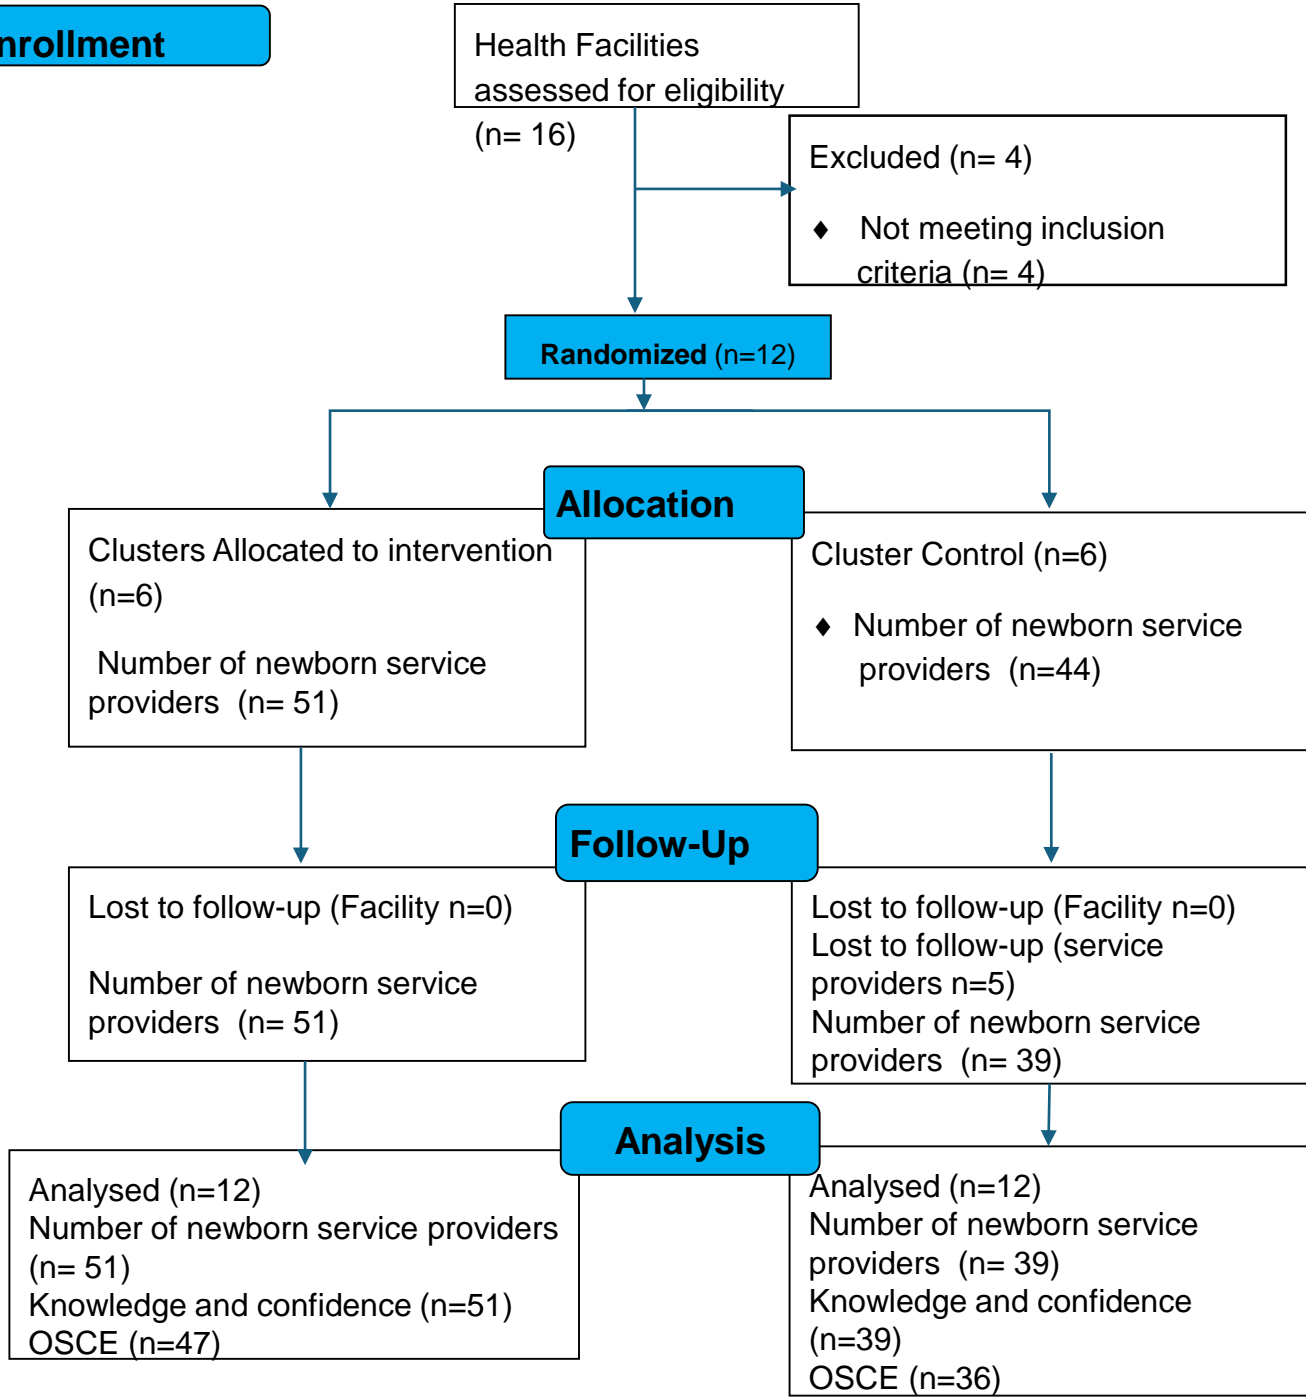 nrollment
Health Facilities
assessed for eligibility
(n= 16)
Excluded (n= 4)
♦ Not meeting inclusion
criteria (n= 4)
Randomized (n=12)
Allocation
Clusters Allocated to intervention
(n=6)
Number of newborn service
providers (n= 51)
Cluster Control (n=6)
♦ Number of newborn service
providers (n=44)
Follow-Up
Lost to follow-up (Facility n=0)
Number of newborn service
providers (n= 51)
Lost to follow-up (Facility n=0)
Lost to follow-up (service
providers n=5)
Number of newborn service
providers (n= 39)
Analysis
Analysed (n=12)
Number of newborn service providers
(n= 51)
Knowledge and confidence (n=51)
OSCE (n=47)
Analysed (n=12)
Number of newborn service
providers (n= 39)
Knowledge and confidence
(n=39)
OSCE (n=36)